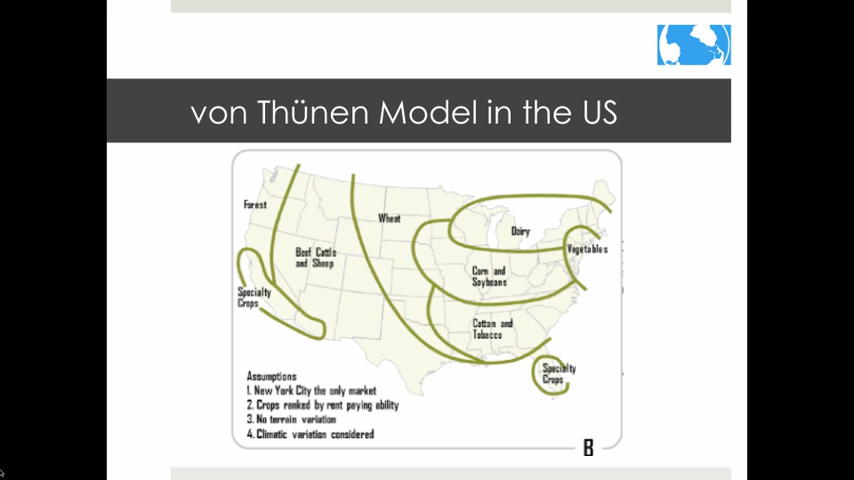 von Thünen Model in the US
Forest
Wheat
Dairy
Vegetables
Beef Cattle
and Sheep
Corn and
Soybeans
Specialty
Crops
Cotton and
Tobacco
Specialty
Crops
Assumptions
1. New York City the only market
2. Crops ranked by rent paying ability
3. No terrain variation
4. Climatic variation considered
B